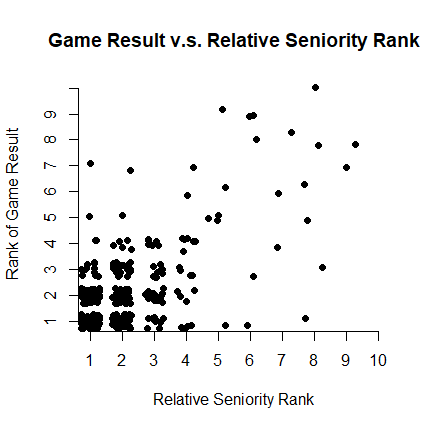 Game Result v.s. Relative Seniority Rank
Rank of Game Result
9
8
7
6
5
4
3
2
1
1 2 3 4 5 6 7 8 9 10
Relative Seniority Rank